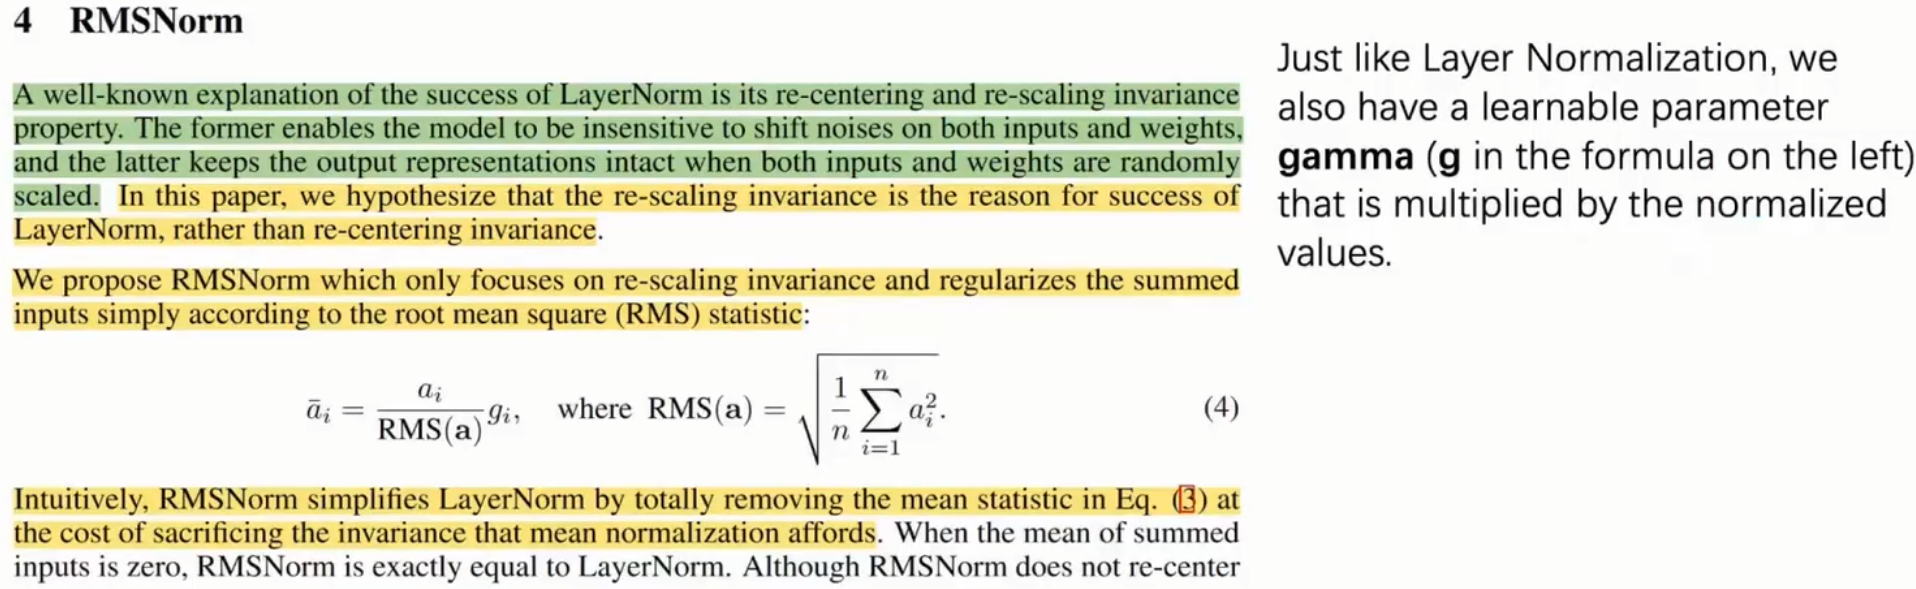 4 RMSNorm
A well-known explanation of the success of LayerNorm is its re-centering and re-scaling invariance
property. The former enables the model to be insensitive to shift noises on both inputs and weights,
and the latter keeps the output representations intact when both inputs and weights are randomly
scaled. In this paper, we hypothesize that the re-scaling invariance is the reason for success of
LayerNorm, rather than re-centering invariance.
We propose RMSNorm which only focuses on re-scaling invariance and regularizes the summed
inputs simply according to the root mean square (RMS) statistic:
$\bar{a}_i = \frac{a_i}{\text{RMS}(\mathbf{a})} g_i, \quad \text{where } \text{RMS}(\mathbf{a}) = \sqrt{\frac{1}{n} \sum_{i=1}^{n} a_i^2}.$ (4)
Intuitively, RMSNorm simplifies LayerNorm by totally removing the mean statistic in Eq. (3) at
the cost of sacrificing the invariance that mean normalization affords. When the mean of summed
inputs is zero, RMSNorm is exactly equal to LayerNorm. Although RMSNorm does not re-center
Just like Layer Normalization, we
also have a learnable parameter
gamma (g in the formula on the left)
that is multiplied by the normalized
values.